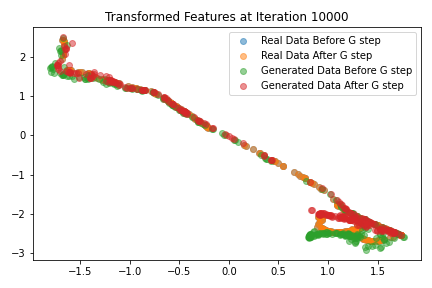 Transformed Features at Iteration 10000
Real Data Before G step
Real Data After G step
Generated Data Before G step
Generated Data After G step
2
1
0
−1
−2
−3
−1.5 −1.0 −0.5 0.0 0.5 1.0 1.5